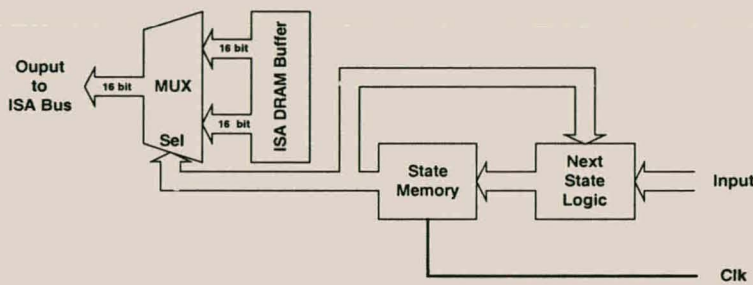 Ouput
to
ISA Bus
16 bit
MUX
Sel
16 bit
16 bit
ISA DRAM Buffer
State
Memory
Next
State
Logic
Input
Clk